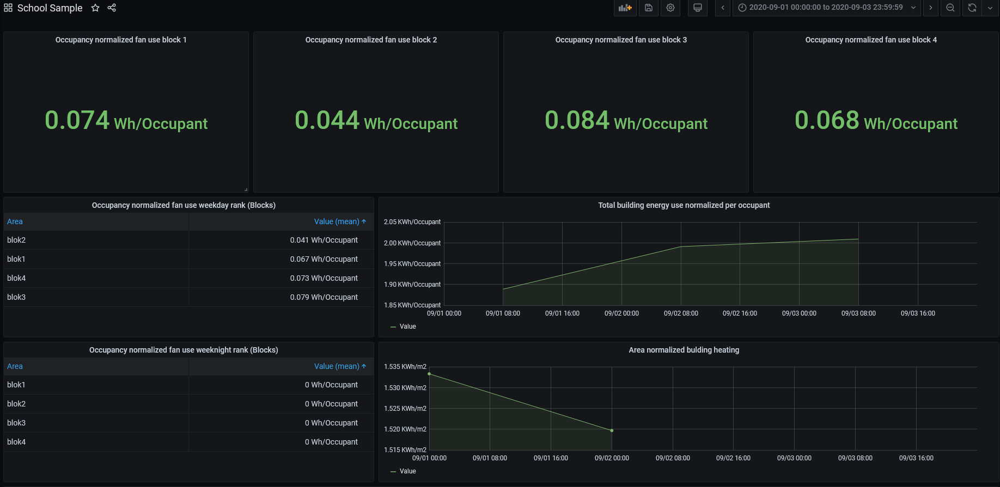 School Sample
2020-09-01 00:00:00 to 2020-09-03 23:59:59
Occupancy normalized fan use block 1
0.074 Wh/Occupant
Occupancy normalized fan use block 2
0.044 Wh/Occupant
Occupancy normalized fan use block 3
0.084 Wh/Occupant
Occupancy normalized fan use block 4
0.068 Wh/Occupant
Occupancy normalized fan use weekday rank (Blocks)
Area Value (mean)
blok2 0.041 Wh/Occupant
blok1 0.067 Wh/Occupant
blok4 0.073 Wh/Occupant
blok3 0.079 Wh/Occupant
Total building energy use normalized per occupant
2.05 KWh/Occupant
2.00 KWh/Occupant
1.95 KWh/Occupant
1.90 KWh/Occupant
1.85 KWh/Occupant
09/01 00:00 09/01 08:00 09/01 16:00 09/02 00:00 09/02 08:00 09/02 16:00 09/03 00:00 09/03 08:00 09/03 16:00
Value
Occupancy normalized fan use weeknight rank (Blocks)
Area Value (mean)
blok1 0 Wh/Occupant
blok2 0 Wh/Occupant
blok3 0 Wh/Occupant
blok4 0 Wh/Occupant
Area normalized bulding heating
1.535 KWh/m2
1.530 KWh/m2
1.525 KWh/m2
1.520 KWh/m2
1.515 KWh/m2
09/01 00:00 09/01 08:00 09/01 16:00 09/02 00:00 09/02 08:00 09/02 16:00 09/03 00:00 09/03 08:00 09/03 16:00
Value